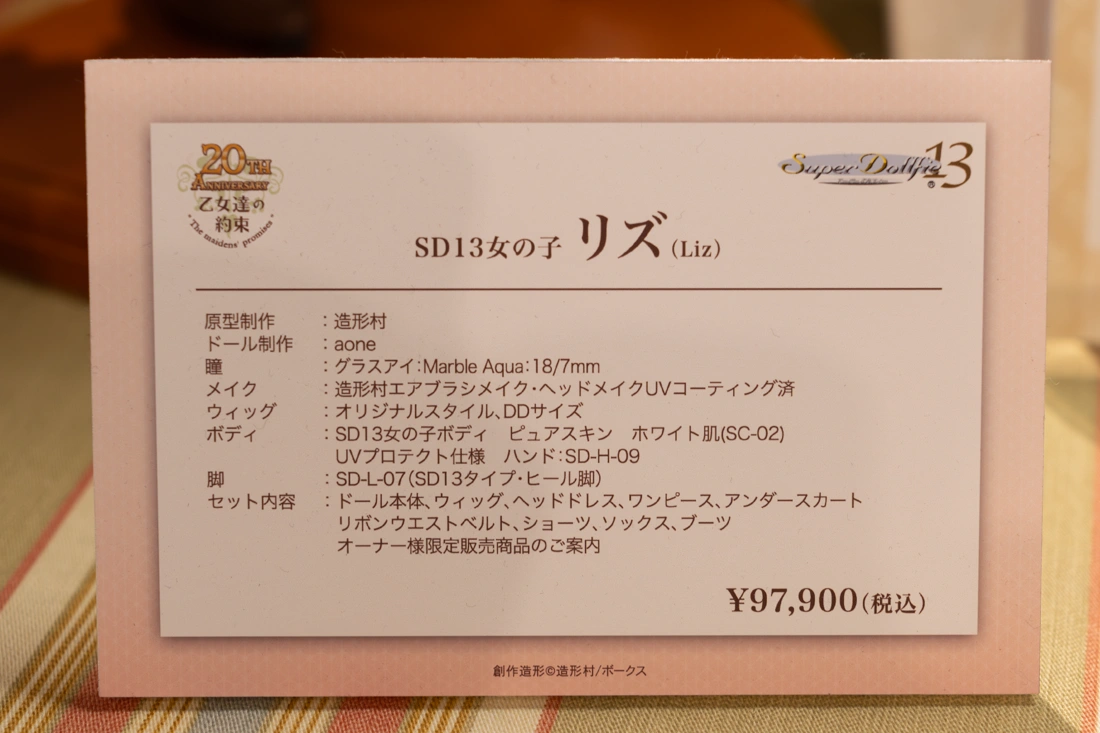 20TH
ANNIVERSARY
乙女達の
約束
"The maidens' promises"
Super Dollfie® 13
SD13女の子 リズ(Liz)
原型制作 : 造形村
ドール制作 : aone
瞳 : グラスアイ:Marble Aqua:18/7mm
メイク : 造形村エアブラシメイク・ヘッドメイクUVコーティング済
ウィッグ : オリジナルスタイル、DDサイズ
ボディ : SD13女の子ボディ ピュアスキン ホワイト肌(SC-02)
UVプロテクト仕様 ハンド:SD-H-09
脚 : SD-L-07(SD13タイプ・ヒール脚)
セット内容 : ドール本体、ウィッグ、ヘッドドレス、ワンピース、アンダースカート
リボンウエストベルト、ショーツ、ソックス、ブーツ
オーナー様限定販売商品のご案内
¥97,900(税込)
創作造形©造形村/ボークス